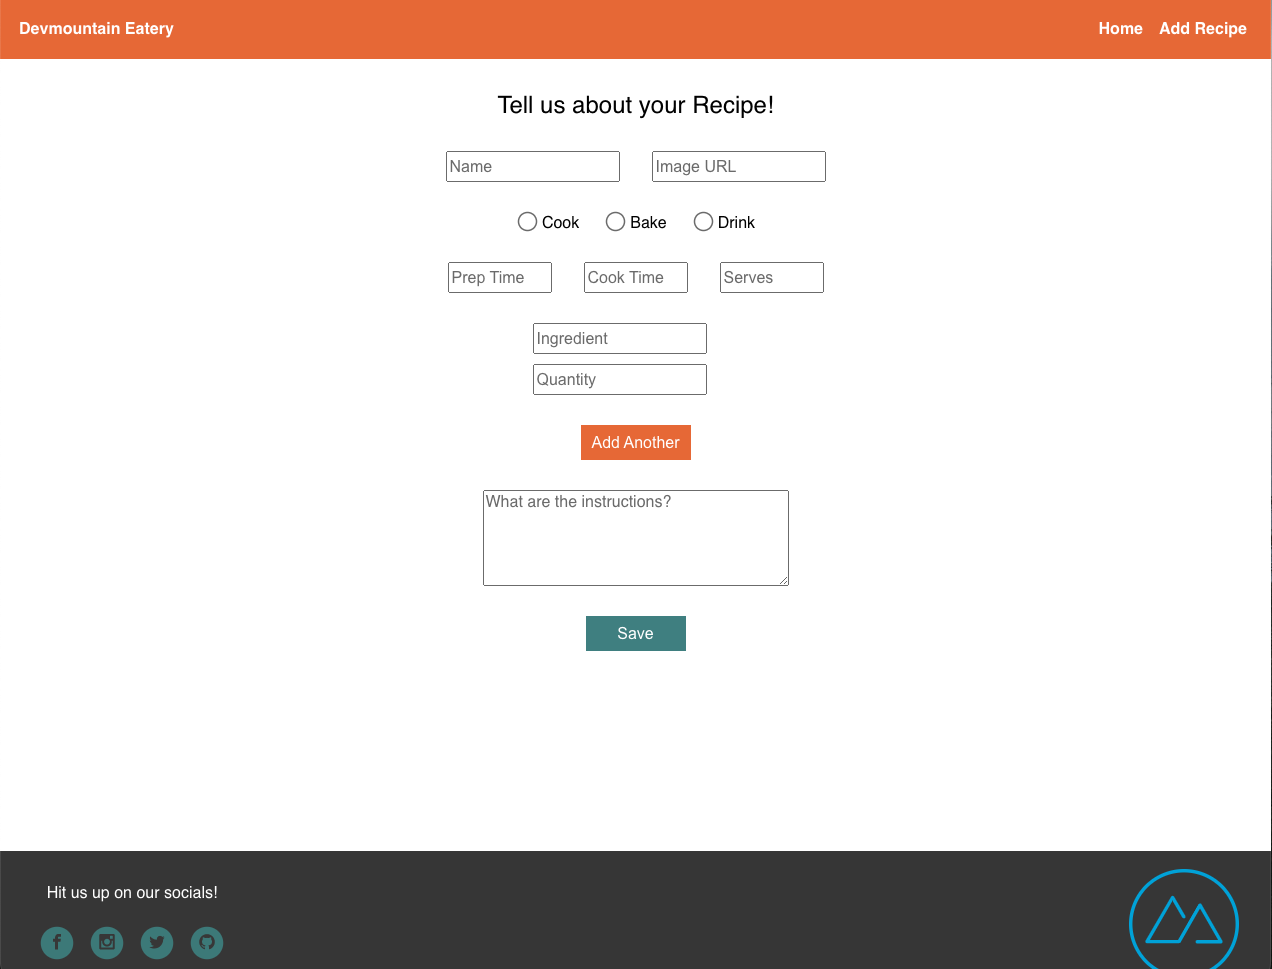 Devmountain Eatery Home Add Recipe
Tell us about your Recipe!
Name Image URL
Cook Bake Drink
Prep Time Cook Time Serves
Ingredient
Quantity
Add Another
What are the instructions?
Save
Hit us up on our socials!